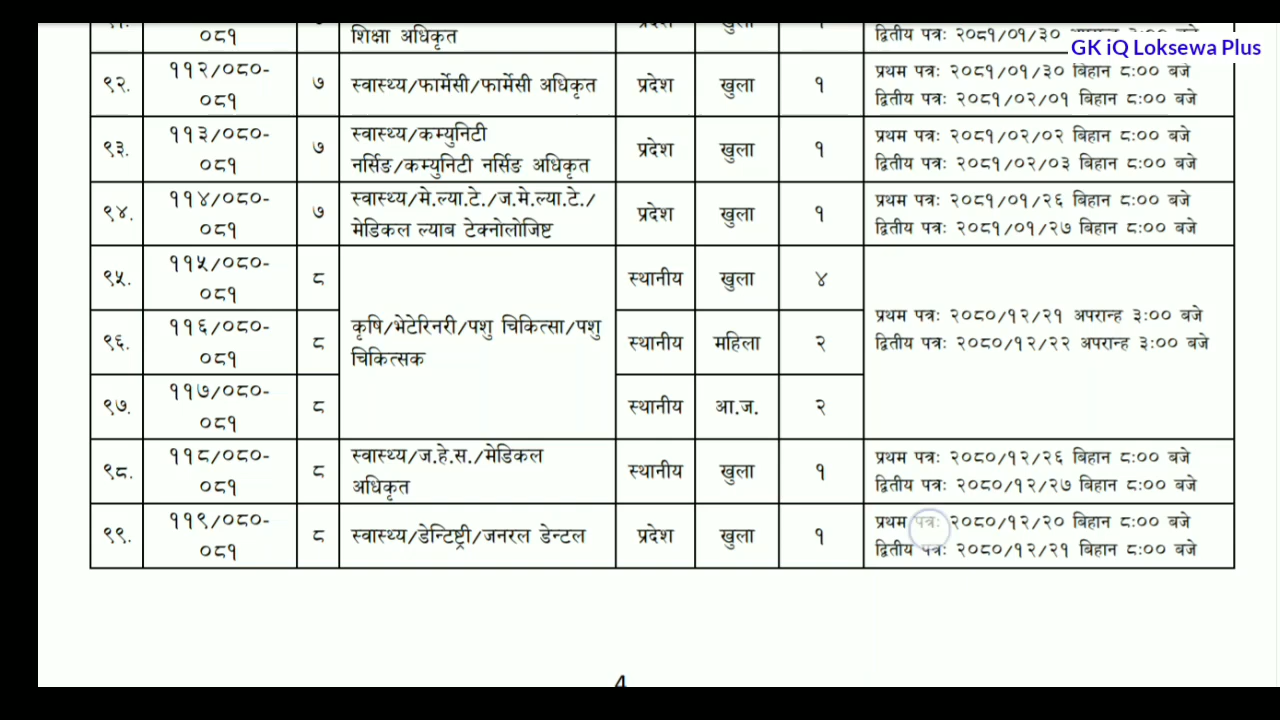 शिक्षा अधिकृत
०८१
द्वितीय पत्रः २०८१/०१/३० अपरान्ह ३:०० बजे
GK iQ Loksewa Plus
९२.
११२/०८०-
०८१
७
स्वास्थ्य/फार्मेसी/फार्मेसी अधिकृत
प्रदेश
खुला
१
प्रथम पत्रः २०८१/०१/३० बिहान ८:०० बजे
द्वितीय पत्रः २०८१/०२/०१ बिहान ८:०० बजे
९३.
११३/०८०-
०८१
७
स्वास्थ्य/कम्युनिटी
नर्सिङ/कम्युनिटी नर्सिङ अधिकृत
प्रदेश
खुला
१
प्रथम पत्रः २०८१/०२/०२ बिहान ८:०० बजे
द्वितीय पत्रः २०८१/०२/०३ बिहान ८:०० बजे
९४.
११४/०८०-
०८१
७
स्वास्थ्य/मे.ल्या.टे./ज.मे.ल्या.टे./
मेडिकल ल्याब टेक्नोलोजिष्ट
प्रदेश
खुला
१
प्रथम पत्रः २०८१/०१/२६ बिहान ८:०० बजे
द्वितीय पत्रः २०८१/०१/२७ बिहान ८:०० बजे
९५.
११५/०८०-
०८१
८
स्थानीय
खुला
४
कृषि/भेटेरिनरी/पशु चिकित्सा/पशु
चिकित्सक
प्रथम पत्रः २०८०/१२/२१ अपरान्ह ३:०० बजे
द्वितीय पत्रः २०८०/१२/२२ अपरान्ह ३:०० बजे
९६.
११६/०८०-
०८१
८
स्थानीय
महिला
२
९७.
११७/०८०-
०८१
८
स्थानीय
आ.ज.
२
९८.
११८/०८०-
०८१
८
स्वास्थ्य/ज.हे.स./मेडिकल
अधिकृत
स्थानीय
खुला
१
प्रथम पत्रः २०८०/१२/२६ बिहान ८:०० बजे
द्वितीय पत्रः २०८०/१२/२७ बिहान ८:०० बजे
९९.
११९/०८०-
०८१
८
स्वास्थ्य/डेन्टिष्ट्री/जनरल डेन्टल
प्रदेश
खुला
१
प्रथम पत्रः २०८०/१२/२० बिहान ८:०० बजे
द्वितीय पत्रः २०८०/१२/२१ बिहान ८:०० बजे
4